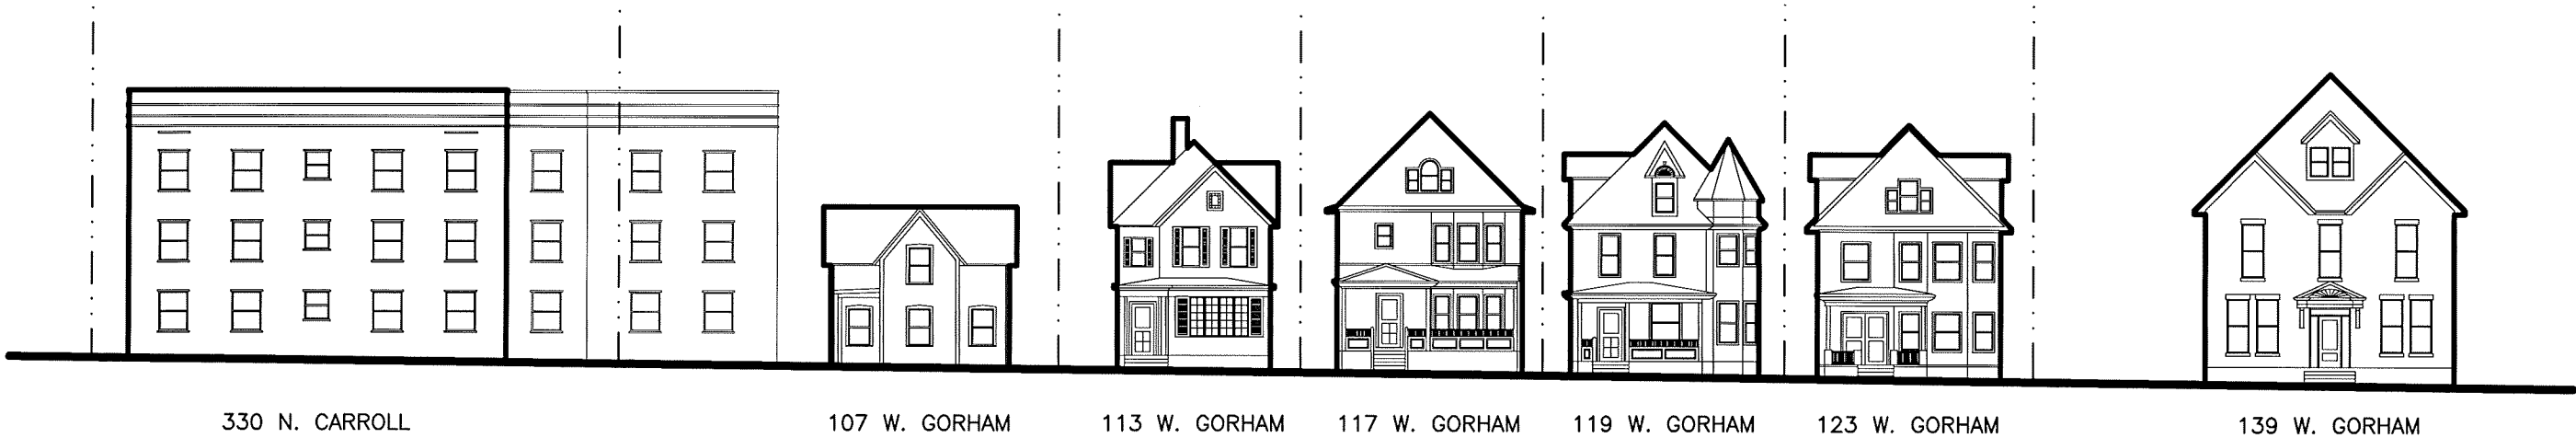 330 N. CARROLL
107 W. GORHAM
113 W. GORHAM
117 W. GORHAM
119 W. GORHAM
123 W. GORHAM
139 W. GORHAM